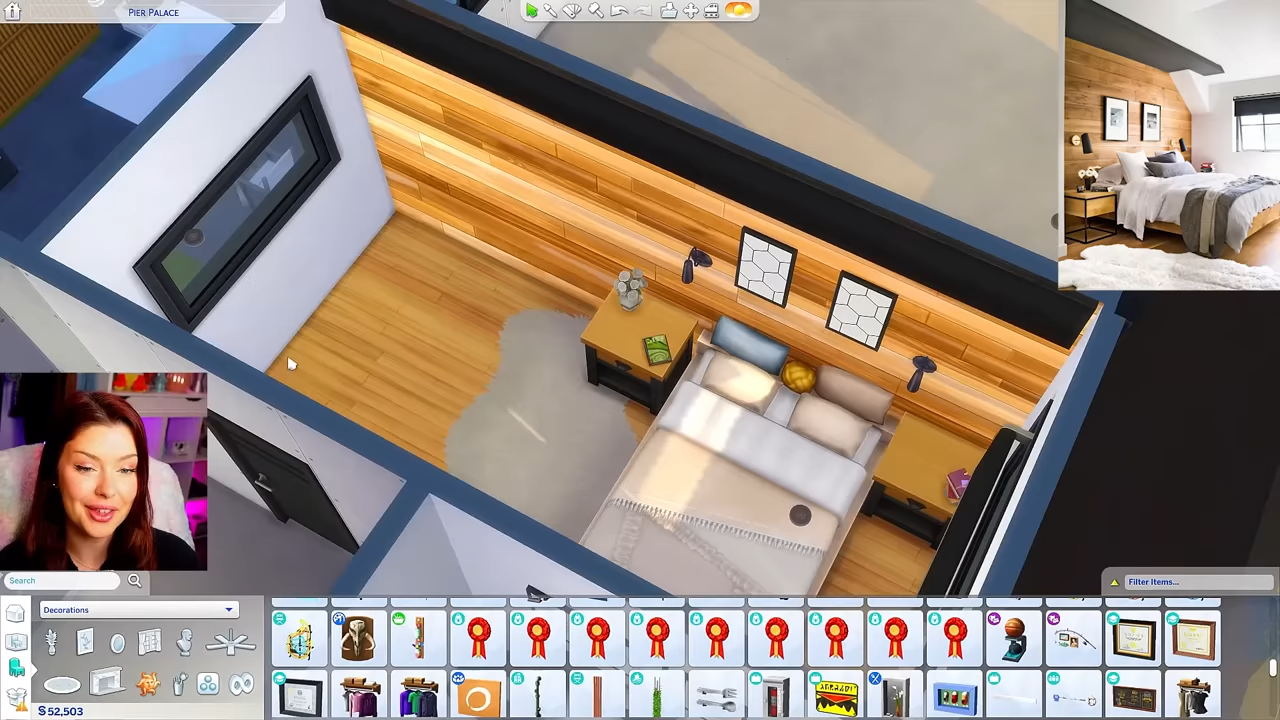 PIER PALACE
Search
Filter Items...
Decorations
§52,503